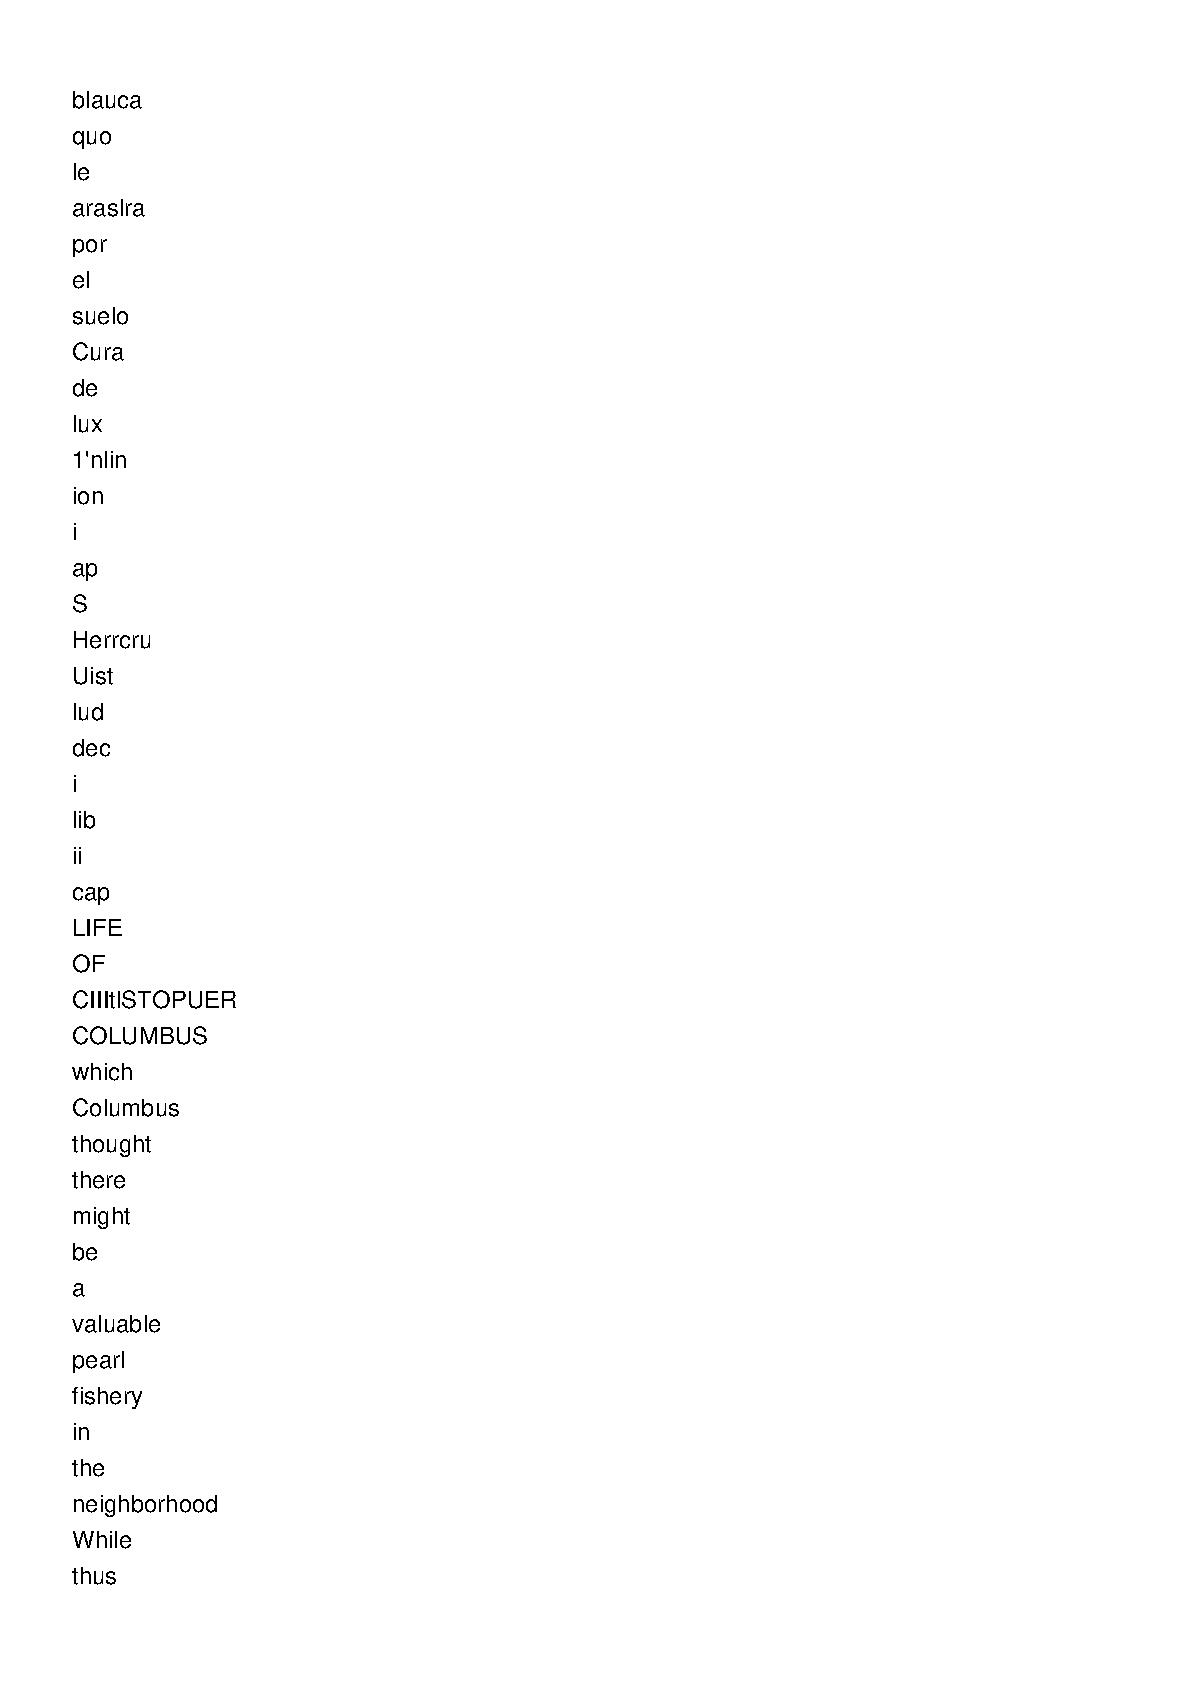 blauca
quo
le
araslra
por
el
suelo
Cura
de
lux
1'nlin
ion
i
ap
S
Herrcru
Uist
lud
dec
i
lib
ii
cap
LIFE
OF
CIIItISTOPUER
COLUMBUS
which
Columbus
thought
there
might
be
a
valuable
pearl
fishery
in
the
neighborhood
While
thus